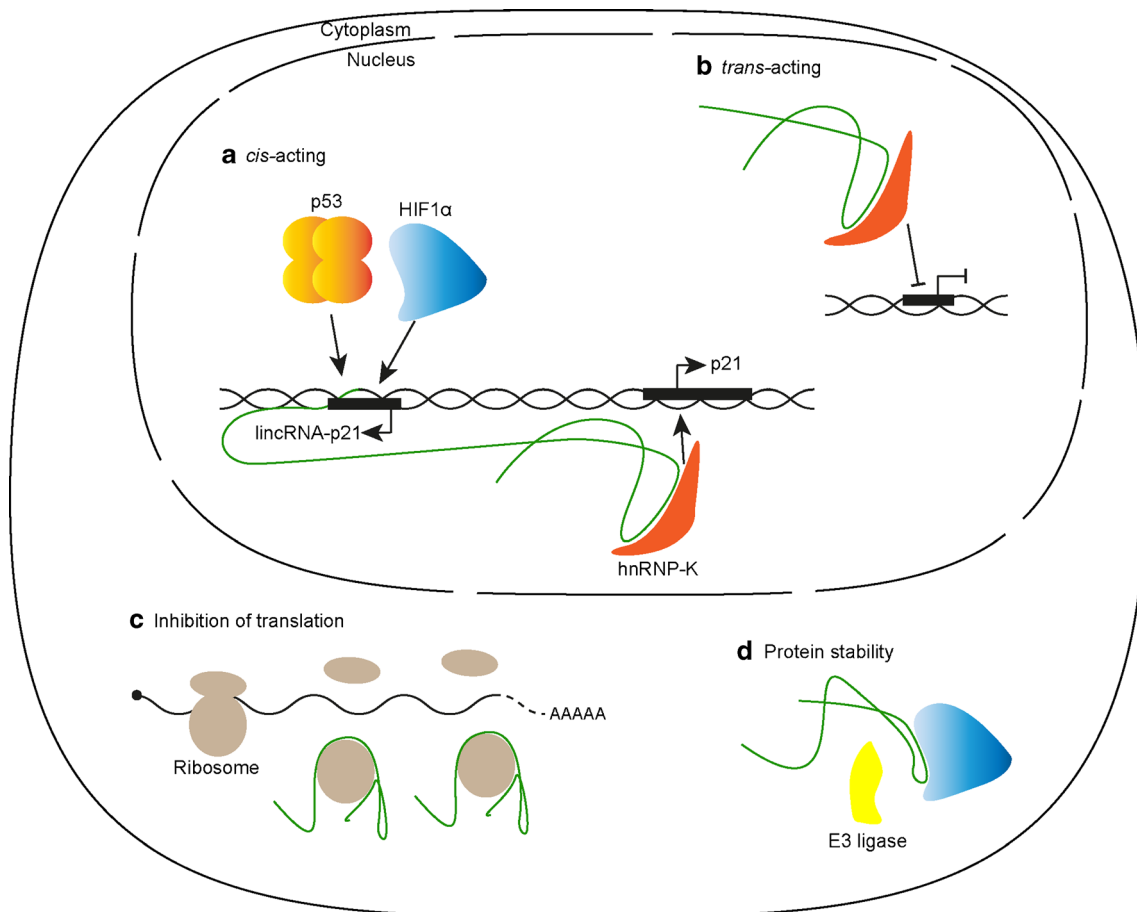 Cytoplasm
Nucleus
b trans-acting
a cis-acting
p53
HIF1α
p21
lincRNA-p21
hnRNP-K
c Inhibition of translation
AAAAA
Ribosome
d Protein stability
E3 ligase